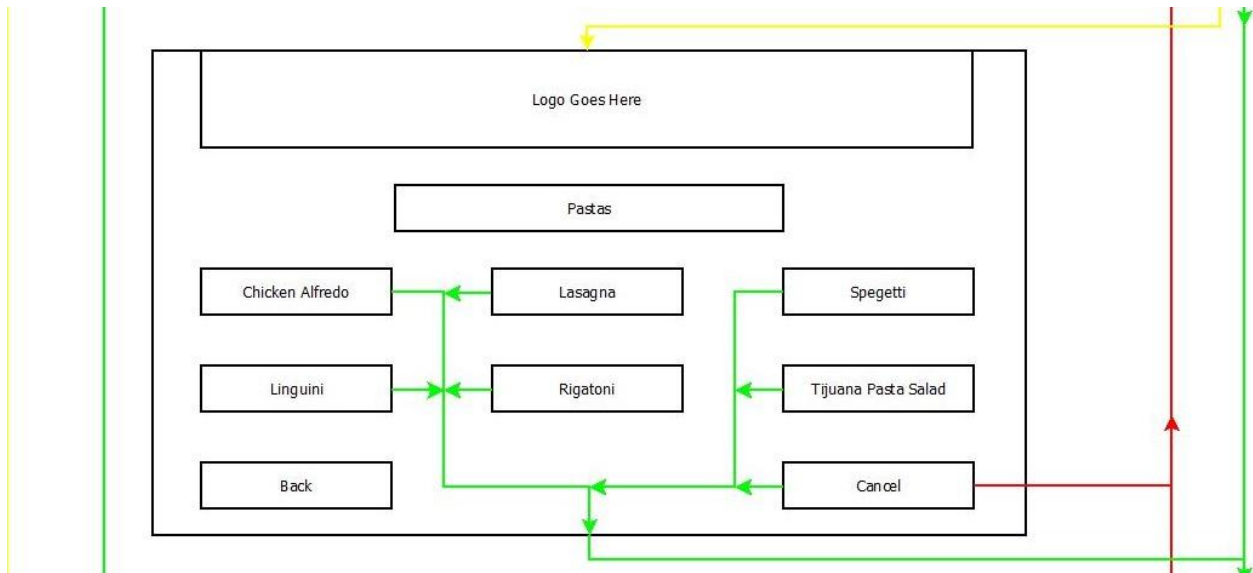 Logo Goes Here
Pastas
Chicken Alfredo
Lasagna
Spegetti
Linguini
Rigatoni
Tijuana Pasta Salad
Back
Cancel